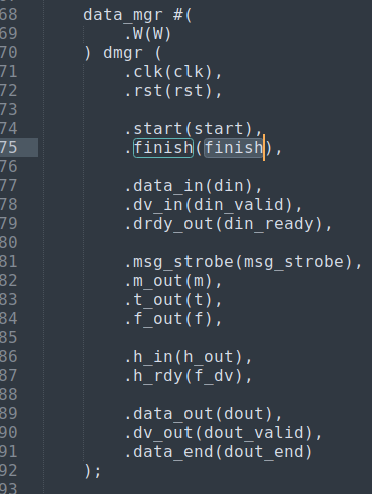 68 data_mgr #(
69 .W(W)
70 ) dmgr (
71 .clk(clk),
72 .rst(rst),
73
74 .start(start),
75 .finish(finish),
76
77 .data_in(din),
78 .dv_in(din_valid),
79 .drdy_out(din_ready),
80
81 .msg_strobe(msg_strobe),
82 .m_out(m),
83 .t_out(t),
84 .f_out(f),
85
86 .h_in(h_out),
87 .h_rdy(f_dv),
88
89 .data_out(dout),
90 .dv_out(dout_valid),
91 .data_end(dout_end)
92 );
93